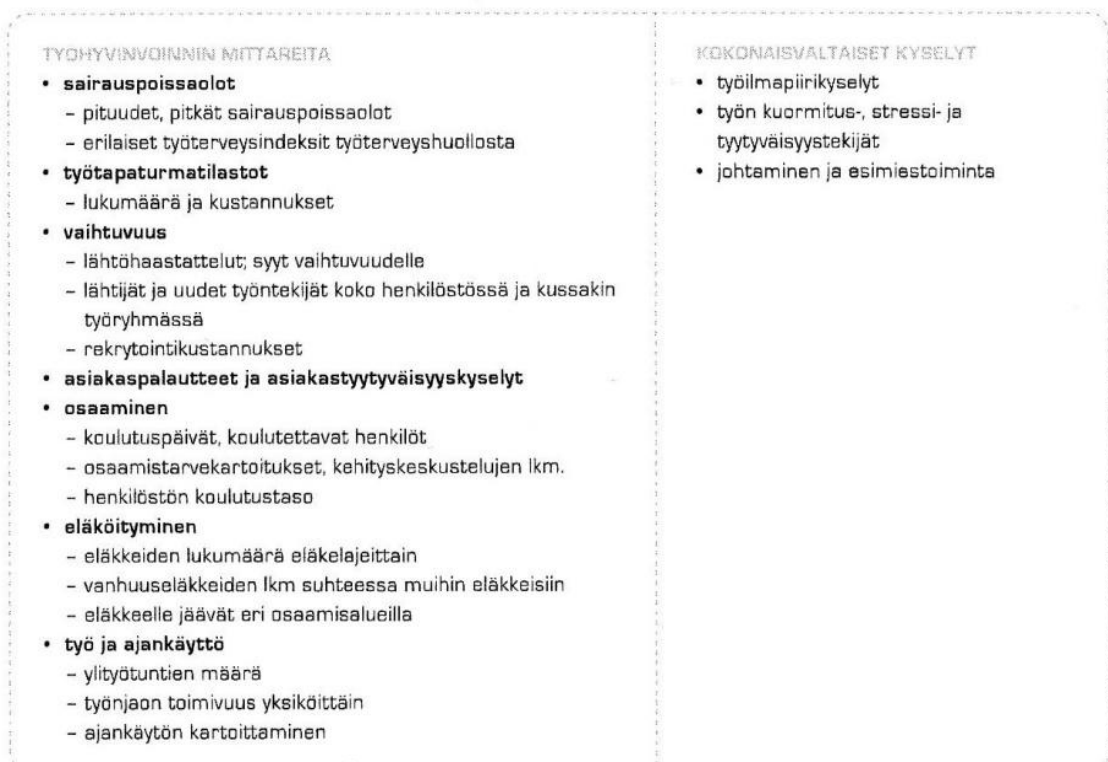 TYÖHYVINVOINNIN MITTAREITA
• sairauspoissaolot
– pituudet, pitkät sairauspoissaolot
– erilaiset työterveysindeksit työterveyshuollosta
• työtapaturmatilastot
– lukumäärä ja kustannukset
• vaihtuvuus
– lähtöhaastattelut; syyt vaihtuvuudelle
– lähtijät ja uudet työntekijät koko henkilöstössä ja kussakin
työryhmässä
– rekrytointikustannukset
• asiakaspalautteet ja asiakastyytyväisyyskyselyt
• osaaminen
– koulutuspäivät, koulutettavat henkilöt
– osaamistarvekartoitukset, kehityskeskustelujen lkm.
– henkilöstön koulutustaso
• eläköityminen
– eläkkeiden lukumäärä eläkelajeittain
– vanhuuseläkkeiden lkm suhteessa muihin eläkkeisiin
– eläkkeelle jäävät eri osaamisalueilla
• työ ja ajankäyttö
– ylityötuntien määrä
– työnjaon toimivuus yksiköittäin
– ajankäytön kartoittaminen
KOKONAISVALTAISET KYSELYT
• työilmapiirikyselyt
• työn kuormitus-, stressi- ja
tyytyväisyystekijät
• johtaminen ja esimiestoiminta